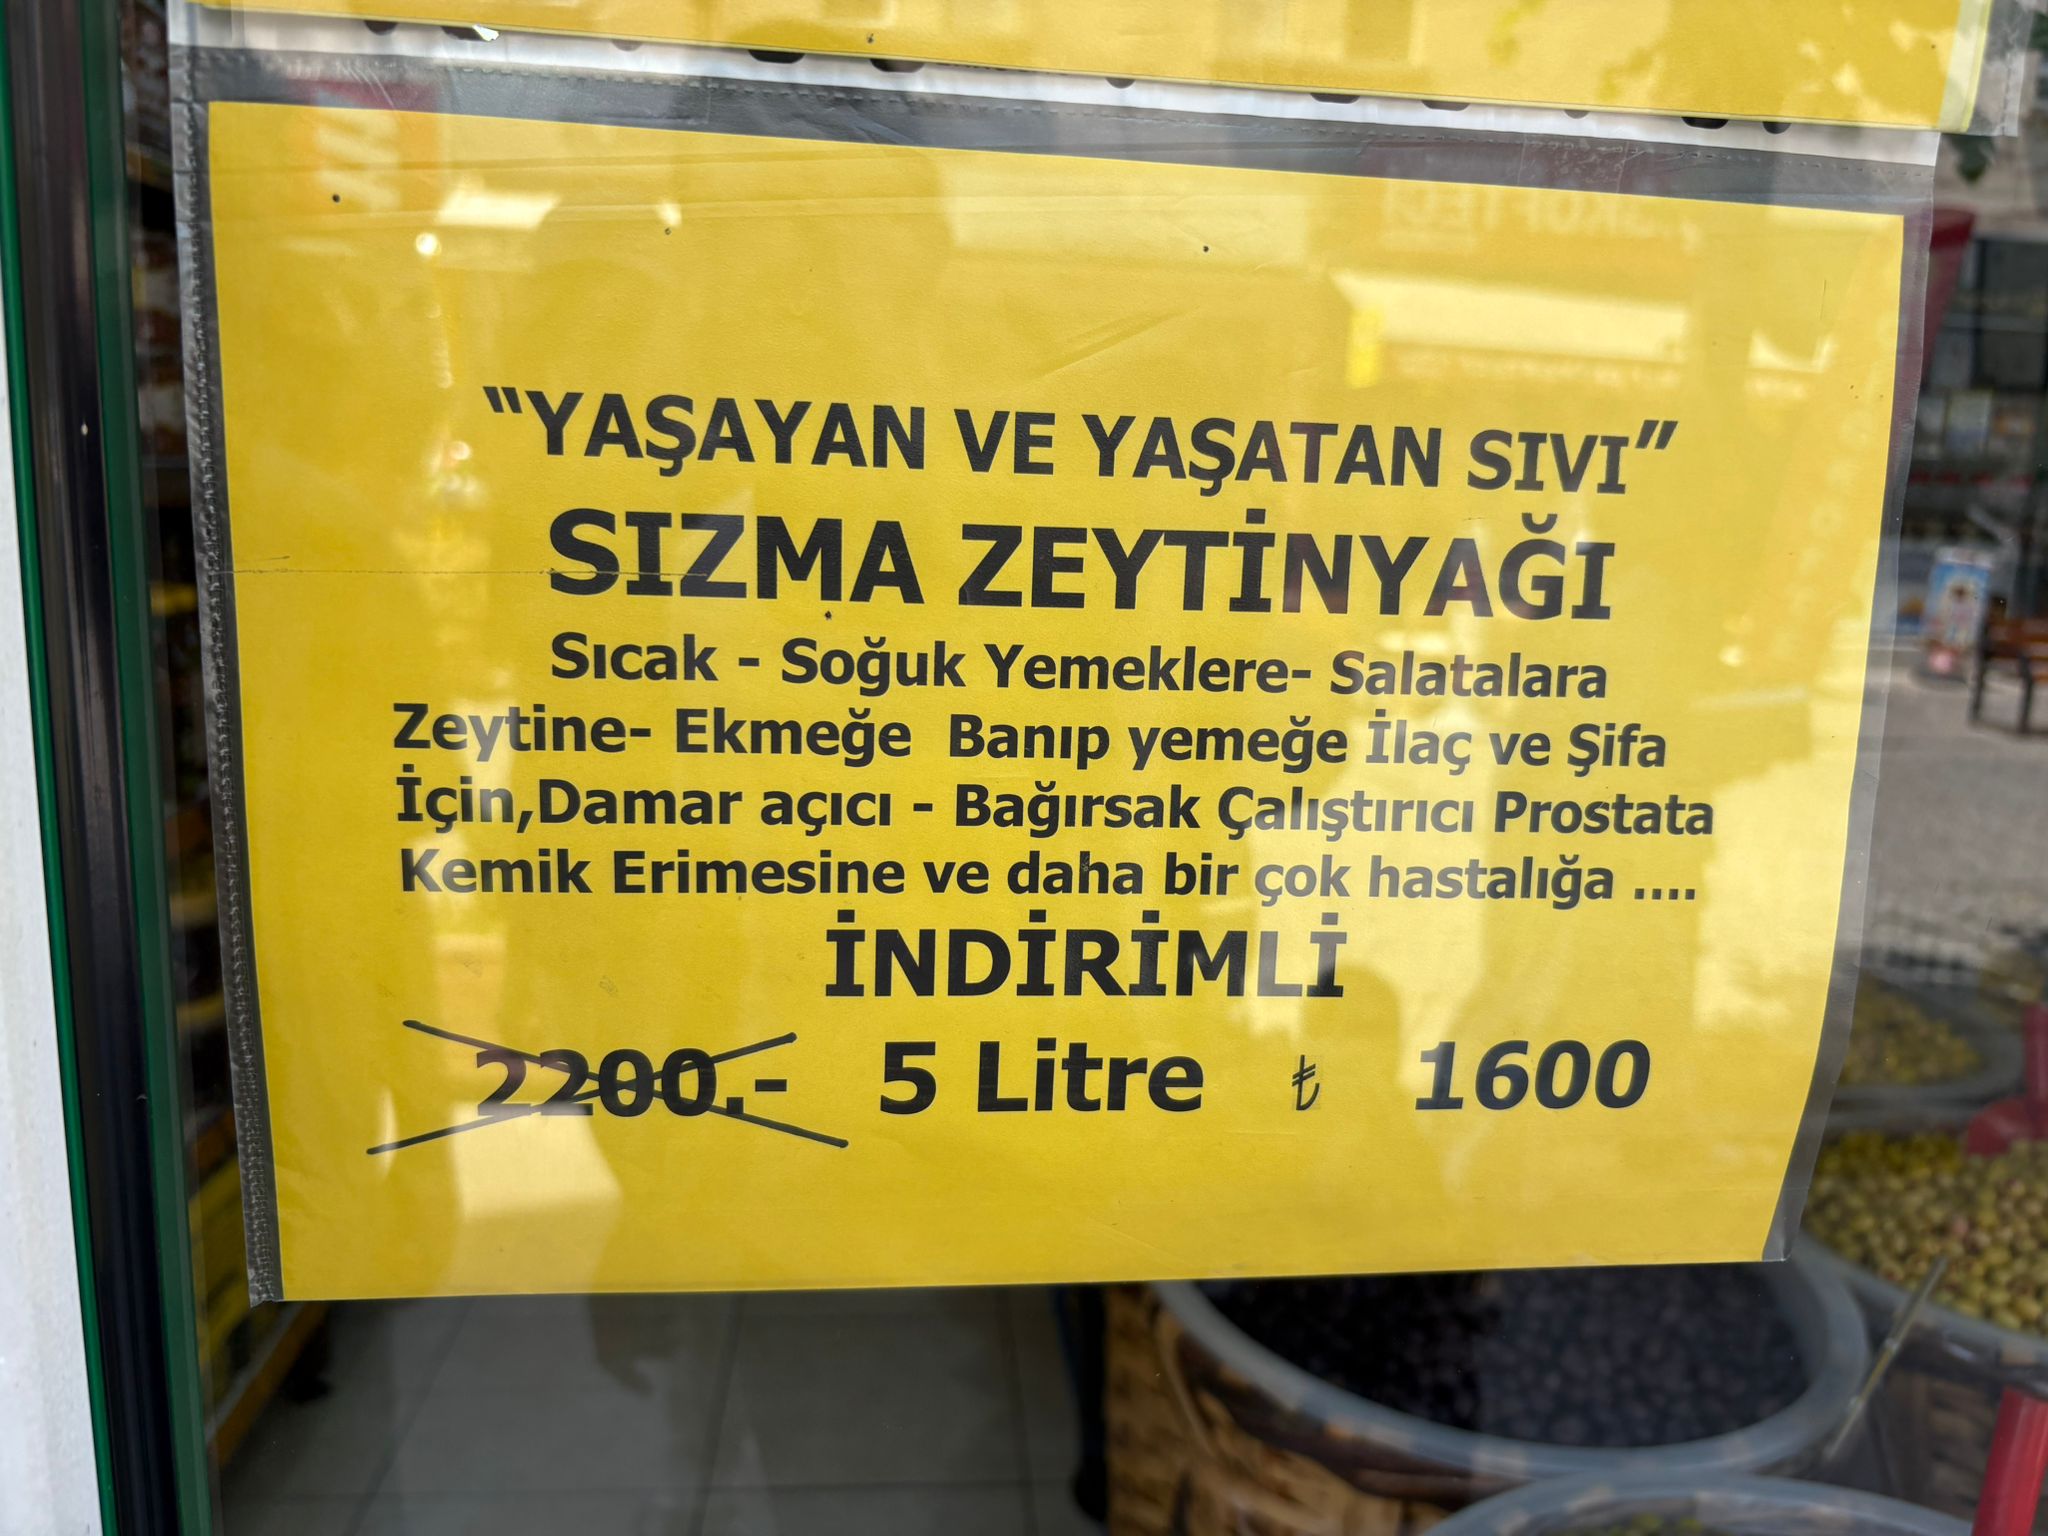 "YAŞAYAN VE YAŞATAN SIVI"
SIZMA ZEYTİNYAĞI
Sıcak - Soğuk Yemeklere- Salatalara
Zeytine- Ekmeğe Banıp yemeğe İlaç ve Şifa
İçin,Damar açıcı - Bağırsak Çalıştırıcı Prostata
Kemik Erimesine ve daha bir çok hastalığa ....
İNDİRİMLİ
2200.- 5 Litre ₺ 1600